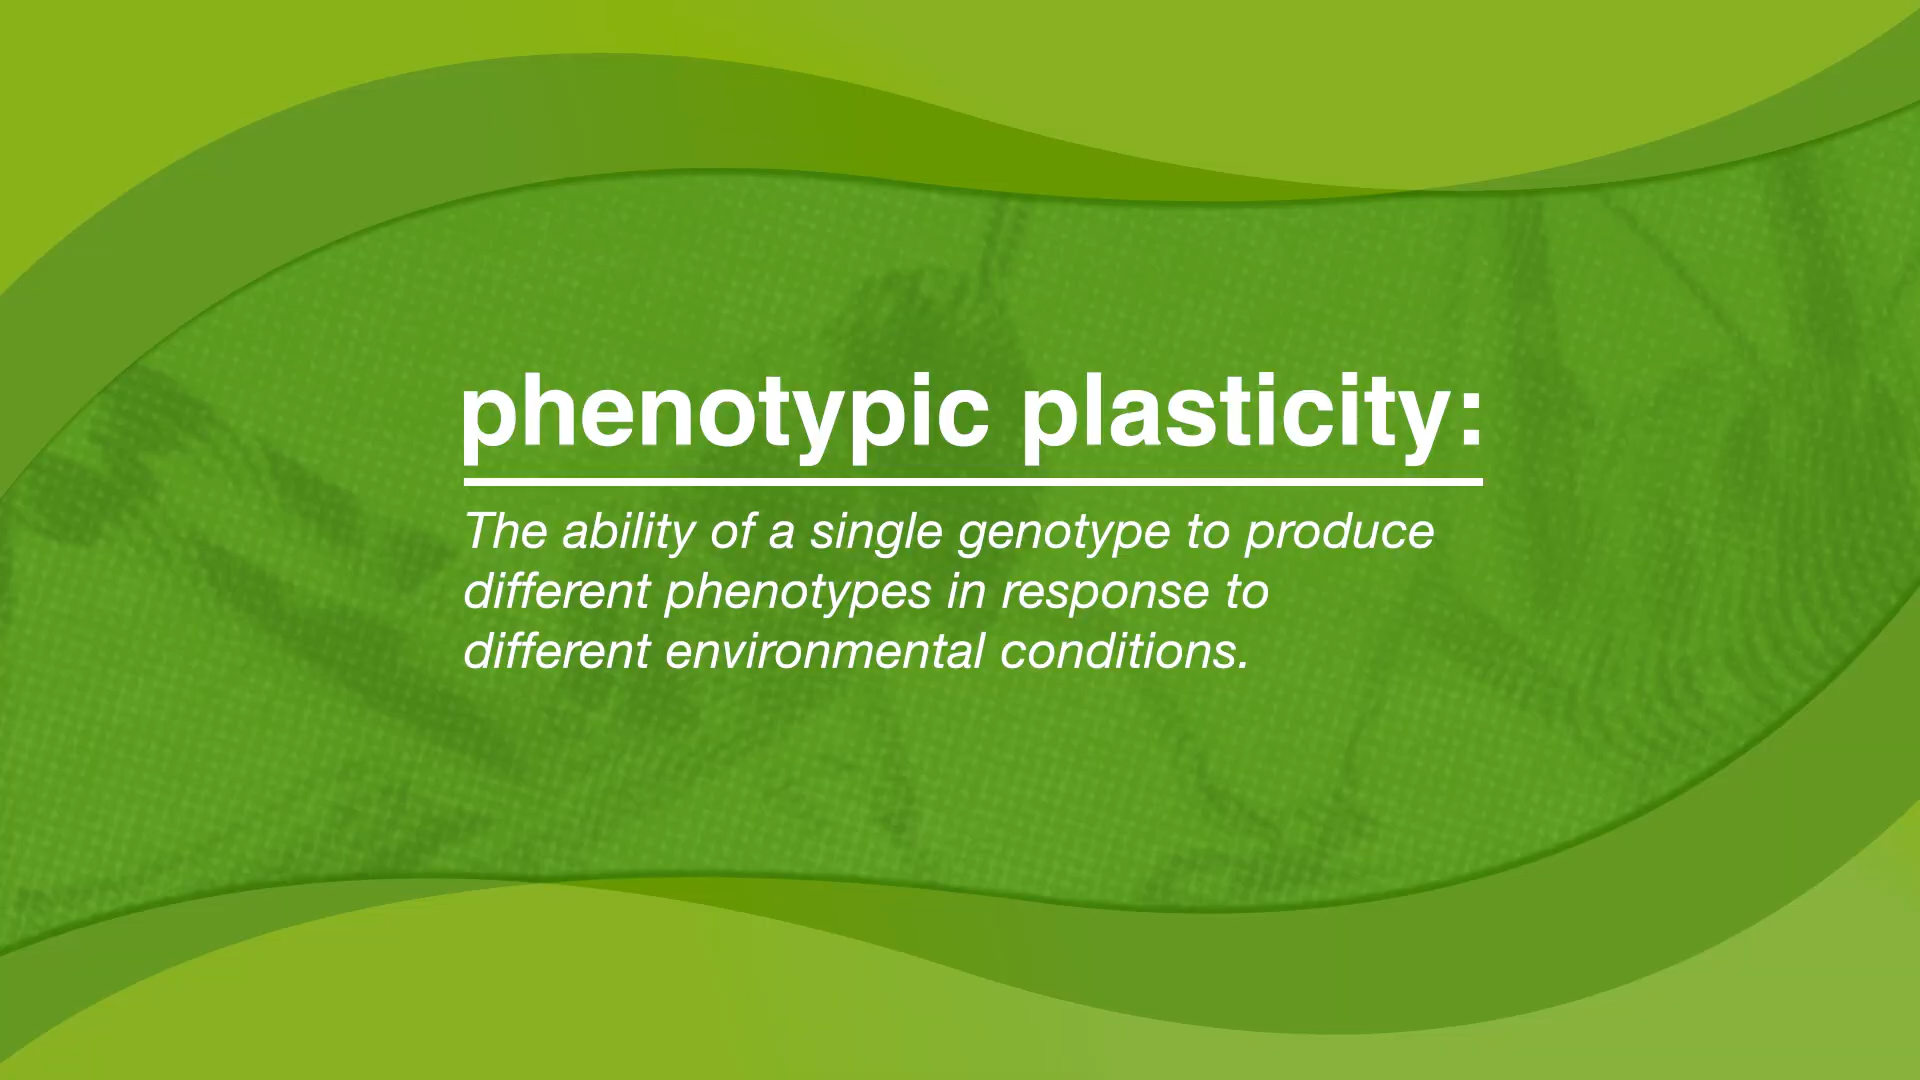 phenotypic plasticity:
The ability of a single genotype to produce
different phenotypes in response to
different environmental conditions.